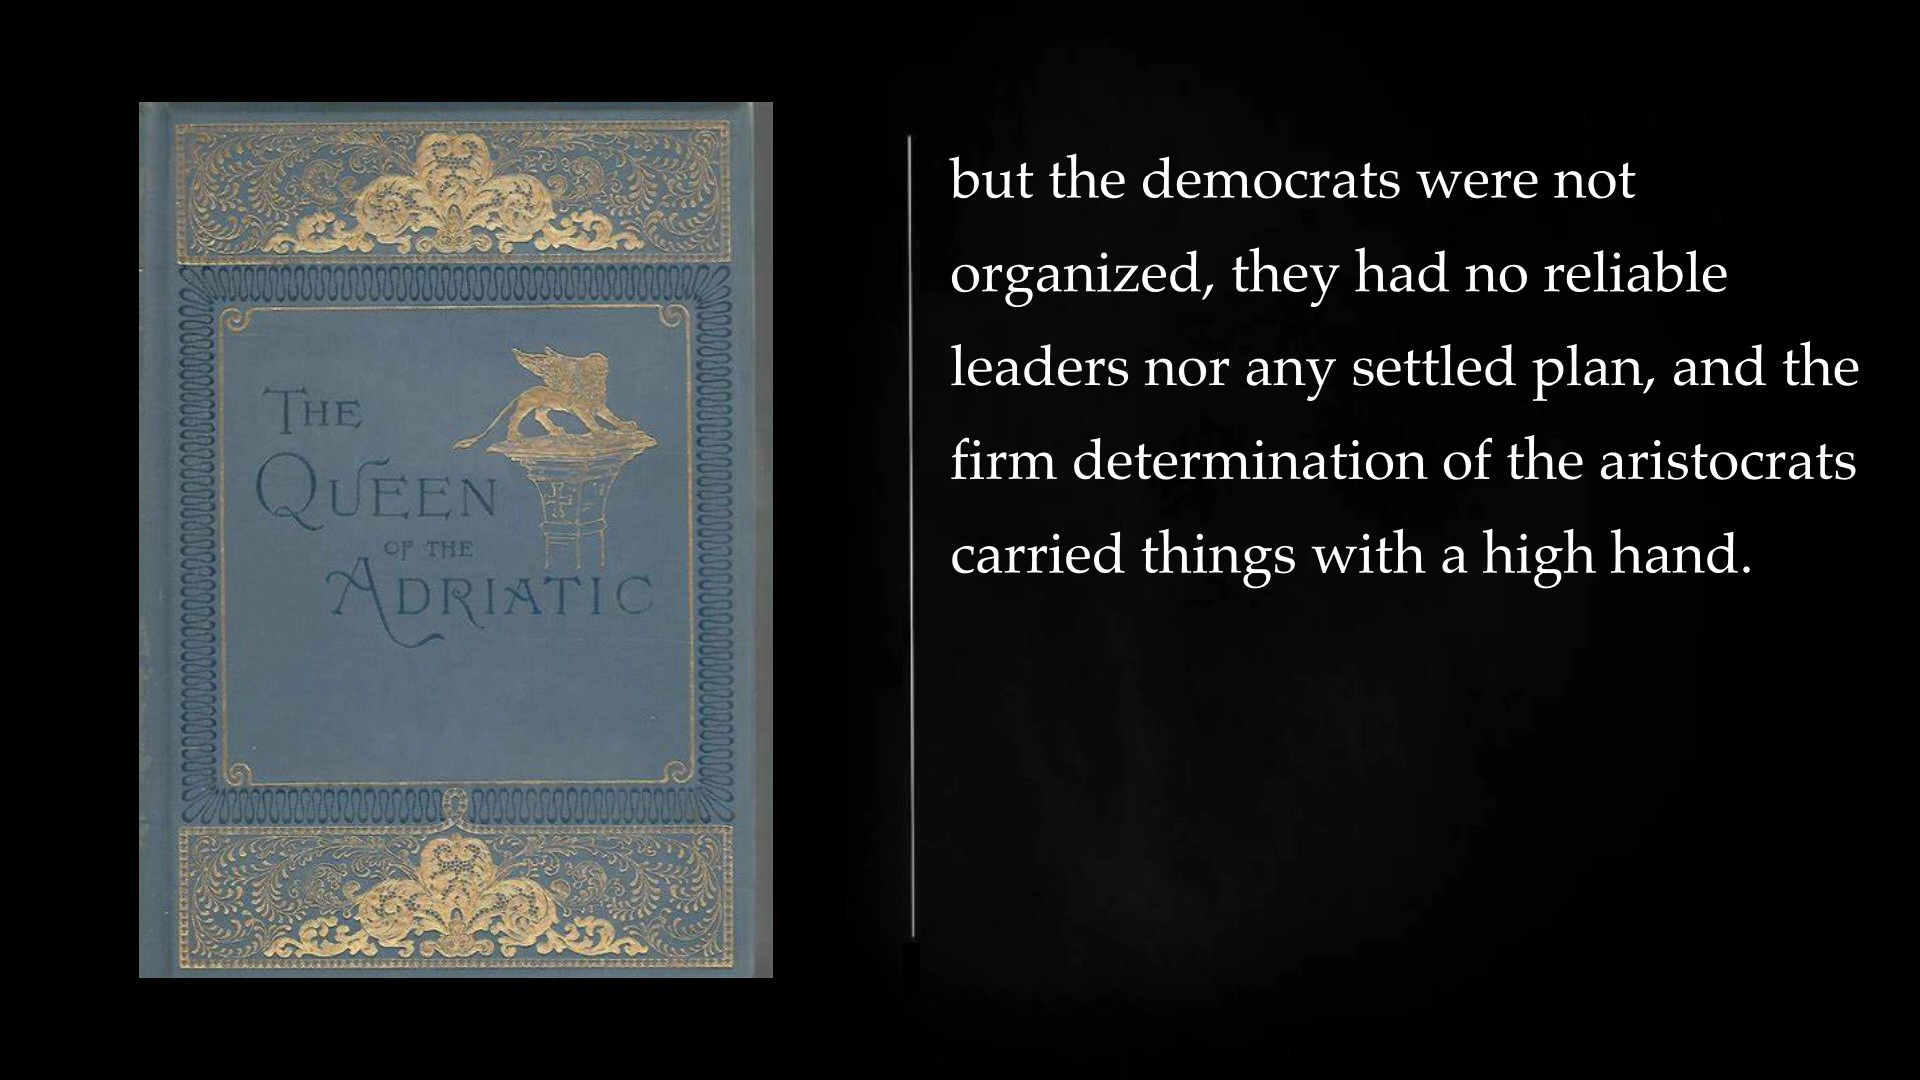 THE
QUEEN
OF THE
ADRIATIC
but the democrats were not
organized, they had no reliable
leaders nor any settled plan, and the
firm determination of the aristocrats
carried things with a high hand.